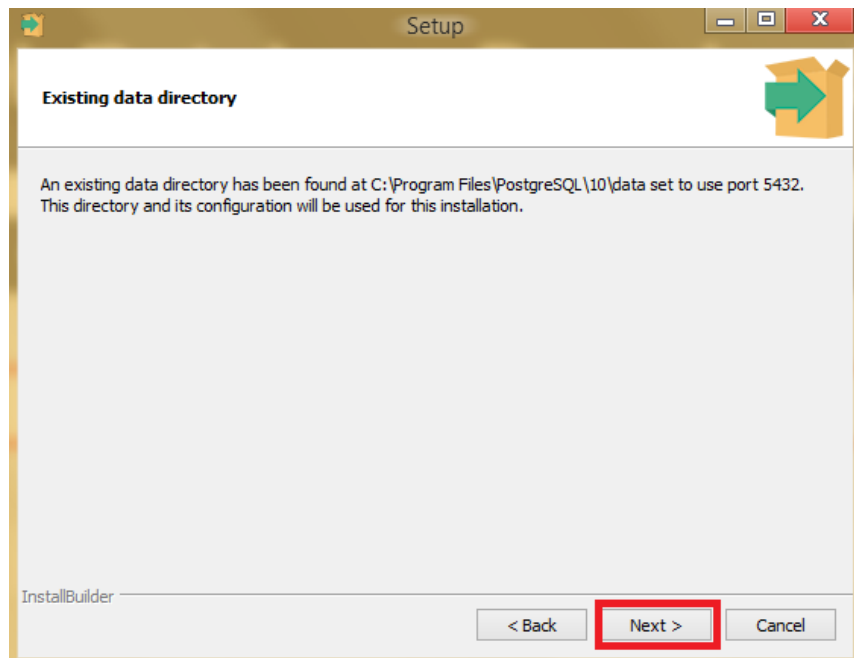 Setup
Existing data directory
An existing data directory has been found at C:\Program Files\PostgreSQL\10\data set to use port 5432.
This directory and its configuration will be used for this installation.
InstallBuilder
< Back
Next >
Cancel